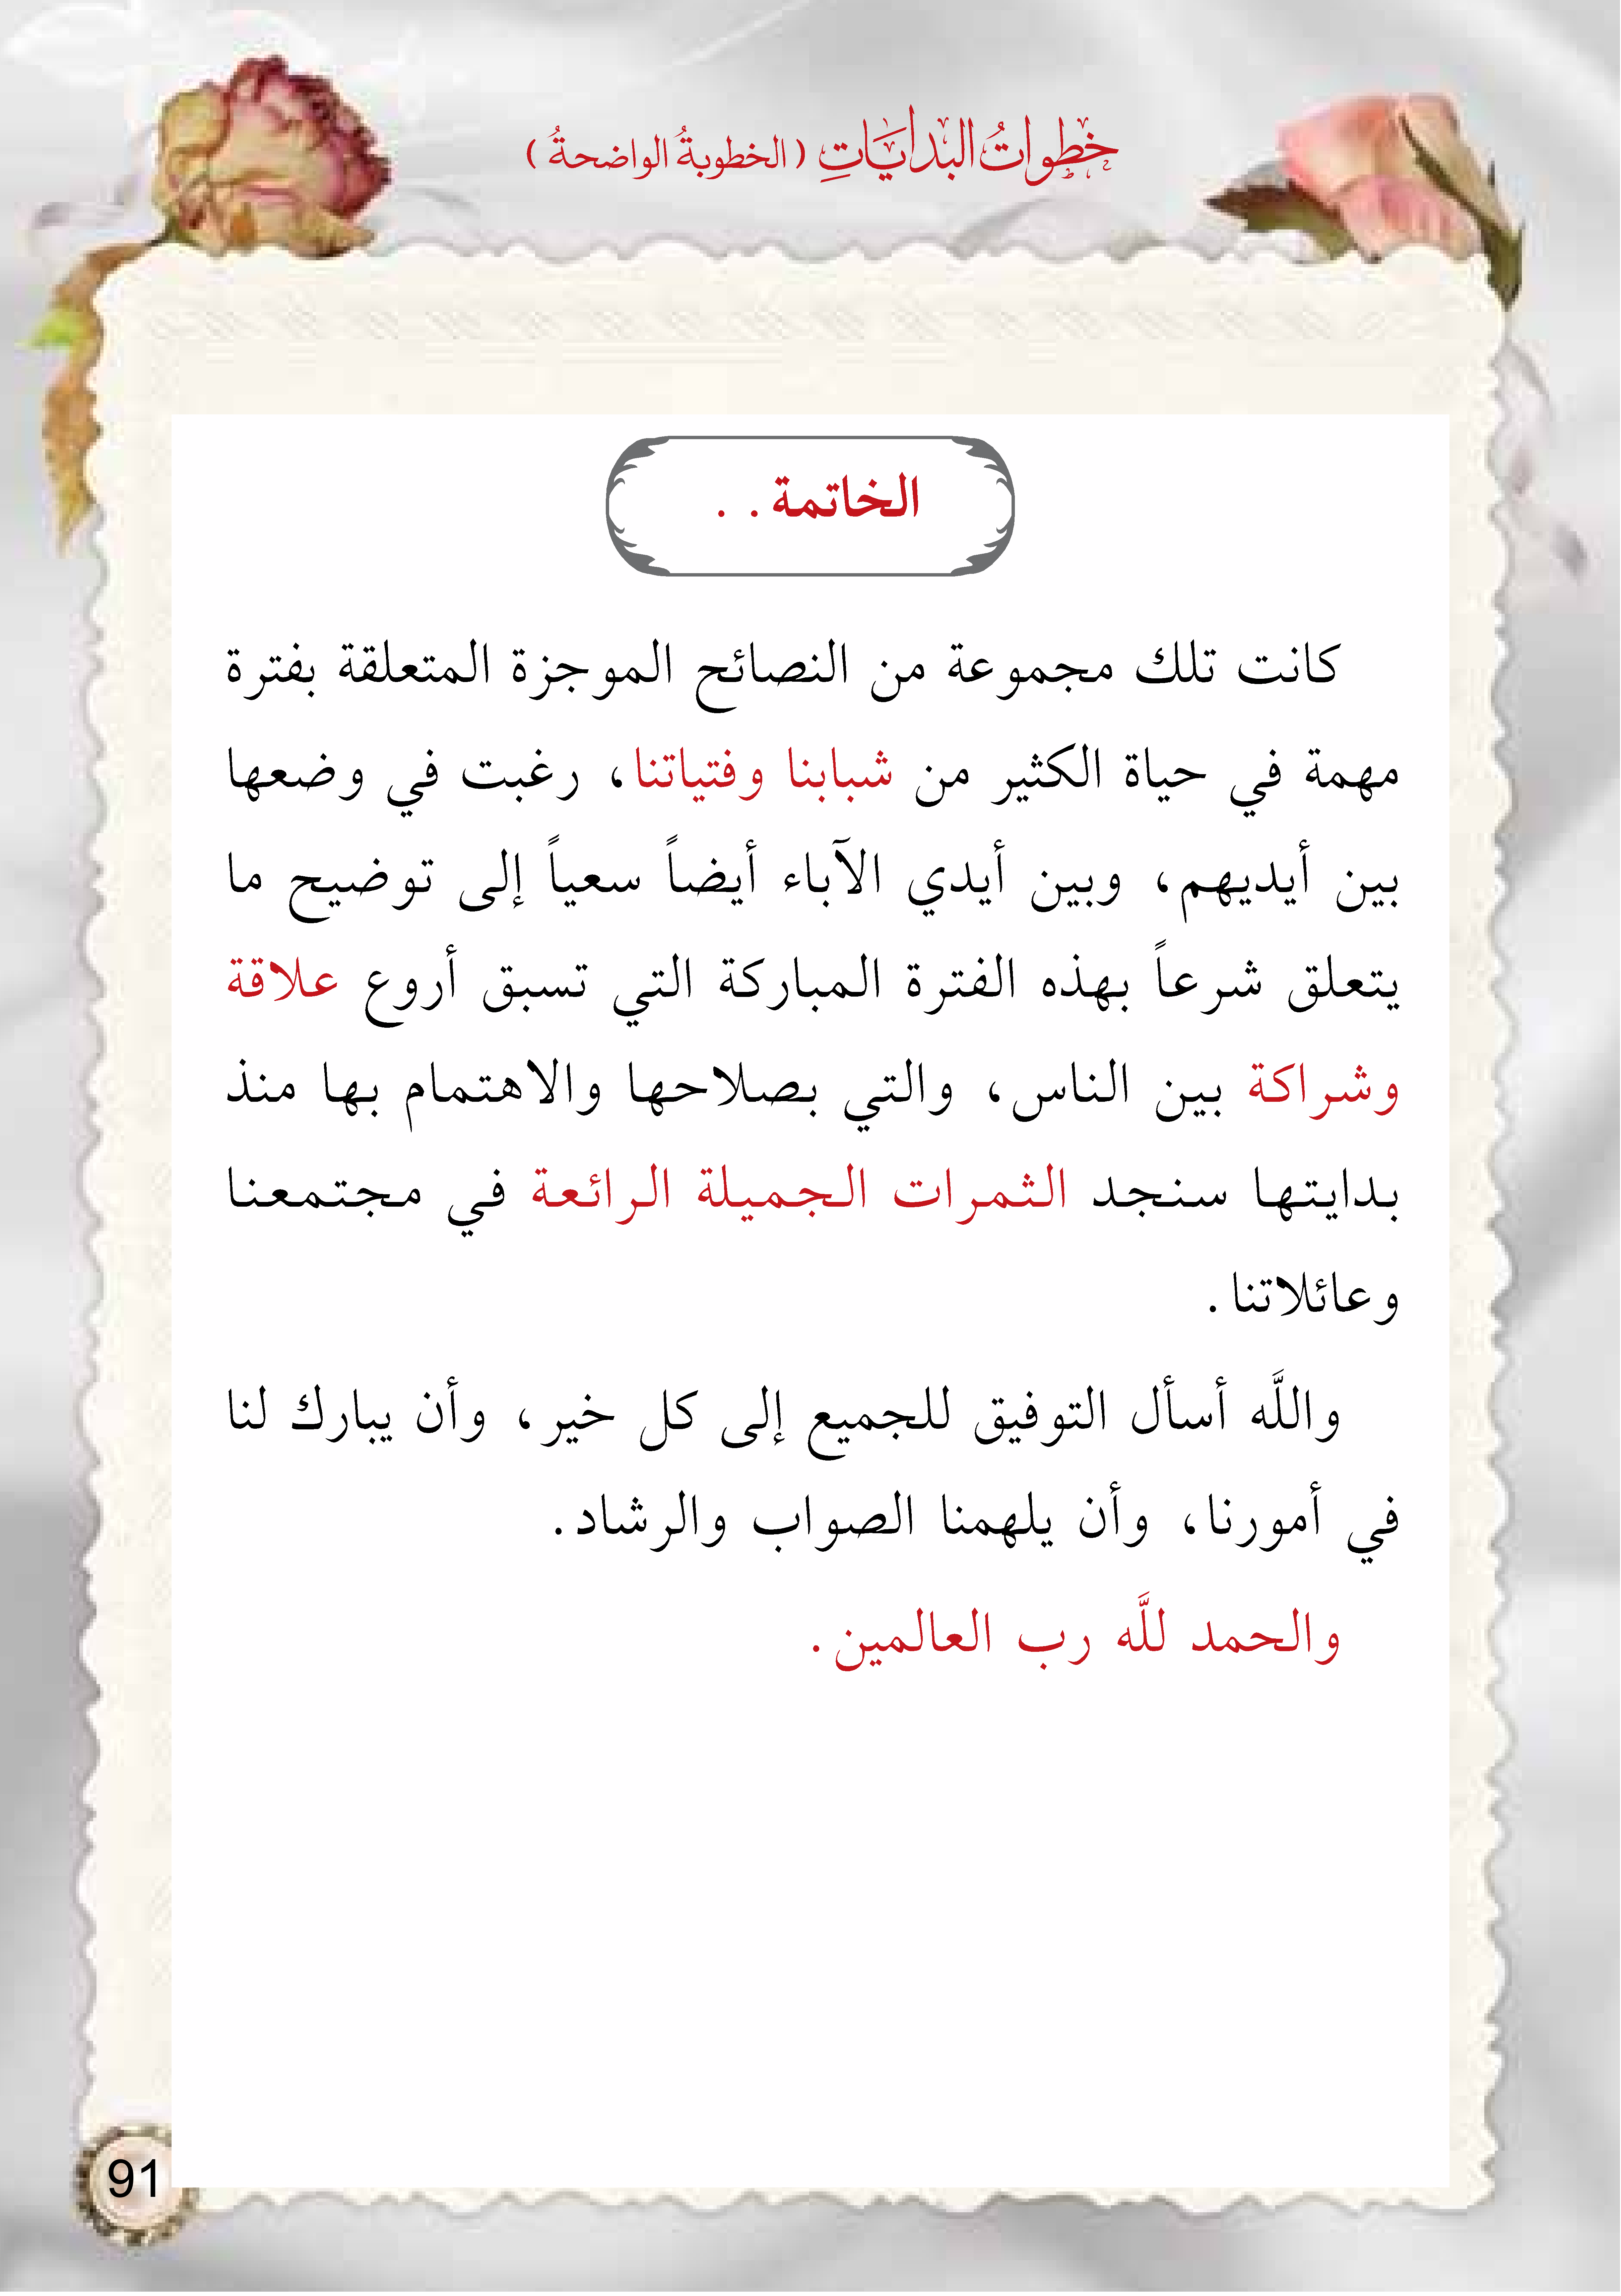 خطواتُ البدايَاتِ (الخطوبةُ الواضحةُ)
الخاتمة . .
كانت تلك مجموعة من النصائح الموجزة المتعلقة بفترة
مهمة في حياة الكثير من شبابنا وفتياتنا، رغبت في وضعها
بين أيديهم، وبين أيدي الآباء أيضاً سعياً إلى توضيح ما
يتعلق شرعاً بهذه الفترة المباركة التي تسبق أروع علاقة
وشراكة بين الناس، والتي بصلاحها والاهتمام بها منذ
بدايتها سنجد الثمرات الجميلة الرائعة في مجتمعنا
وعائلاتنا.
واللَّه أسأل التوفيق للجميع إلى كل خير، وأن يبارك لنا
في أمورنا، وأن يلهمنا الصواب والرشاد.
والحمد للَّه رب العالمين.
91